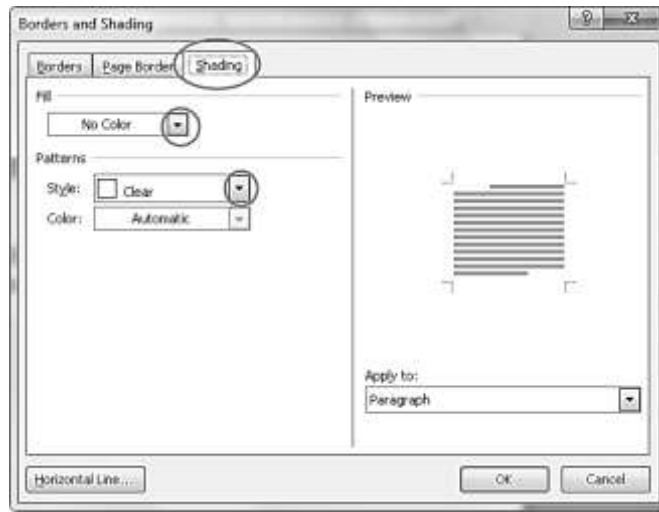 Borders and Shading
Borders Page Border Shading
Fill
No Color
Patterns
Style: Clear
Color: Automatic
Preview
Apply to:
Paragraph
Horizontal Line...
OK Cancel